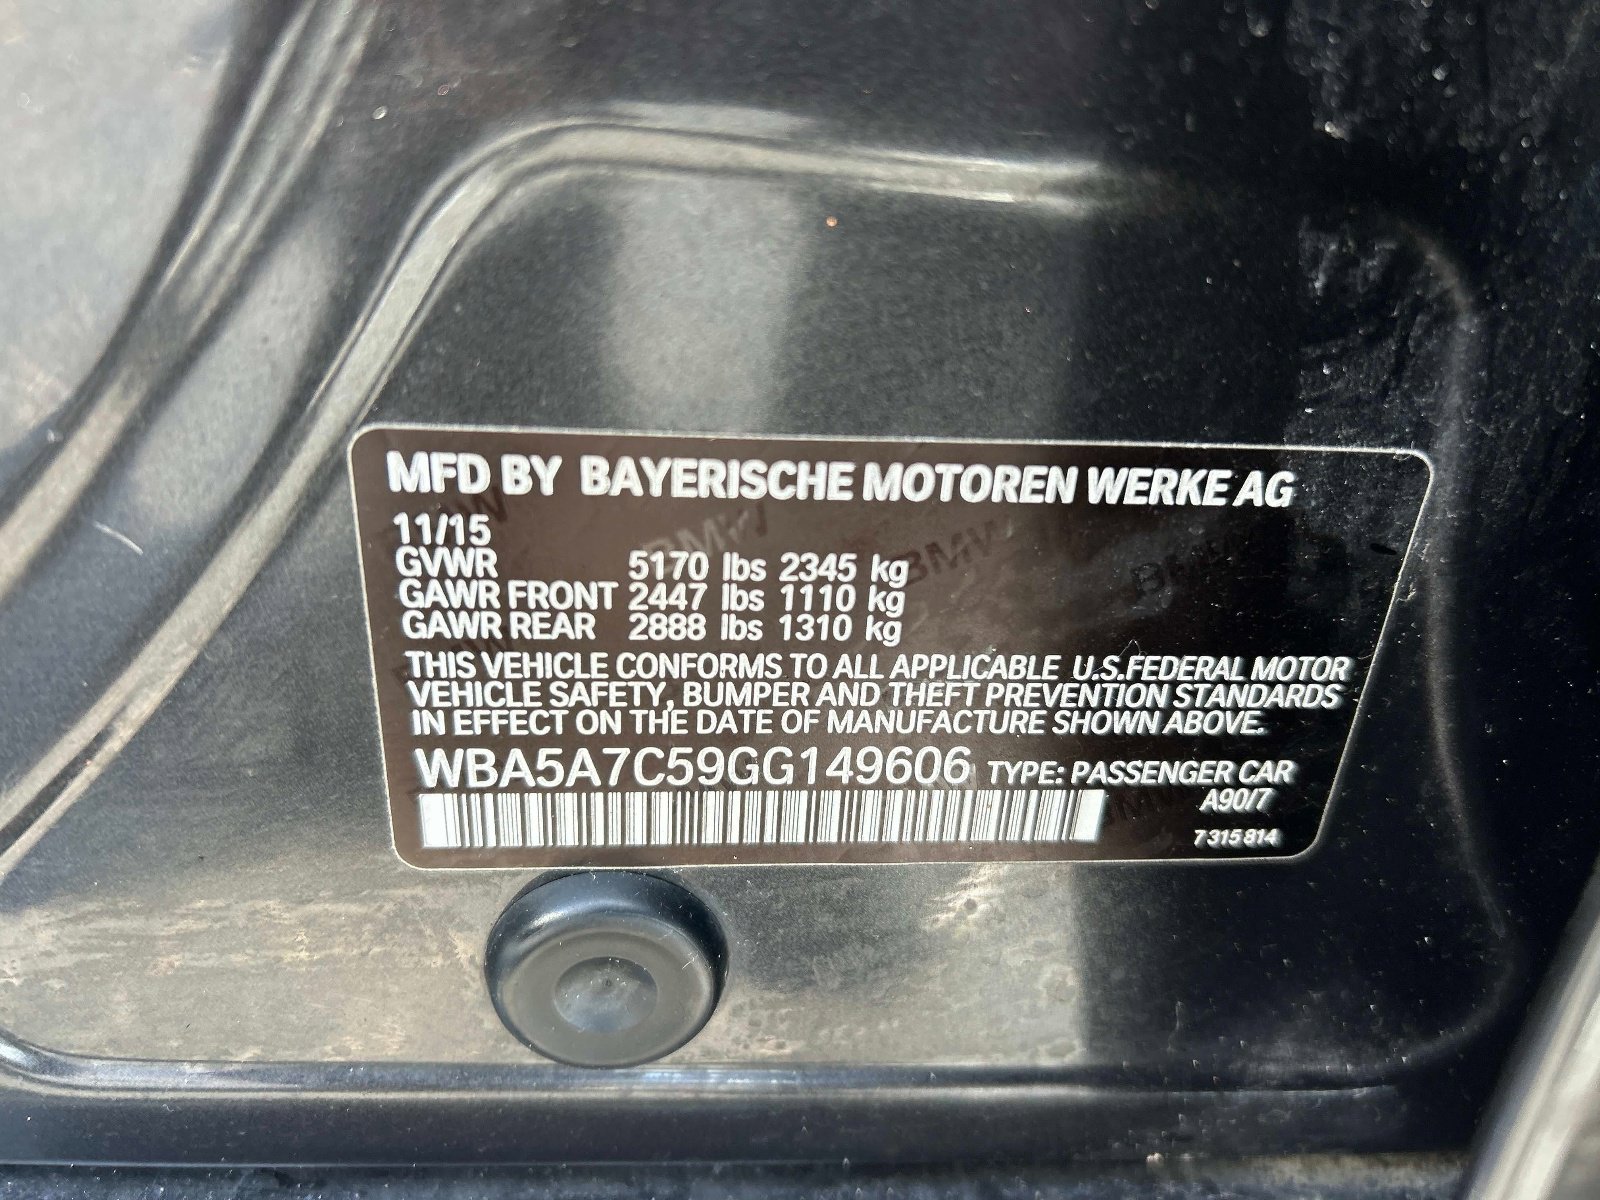 MFD BY BAYERISCHE MOTOREN WERKE AG
11/15
GVWR 5170 lbs 2345 kg
GAWR FRONT 2447 lbs 1110 kg
GAWR REAR 2888 lbs 1310 kg
THIS VEHICLE CONFORMS TO ALL APPLICABLE U.S.FEDERAL MOTOR
VEHICLE SAFETY, BUMPER AND THEFT PREVENTION STANDARDS
IN EFFECT ON THE DATE OF MANUFACTURE SHOWN ABOVE.
WBA5A7C59GG149606 TYPE: PASSENGER CAR
A90/7
7 315 814